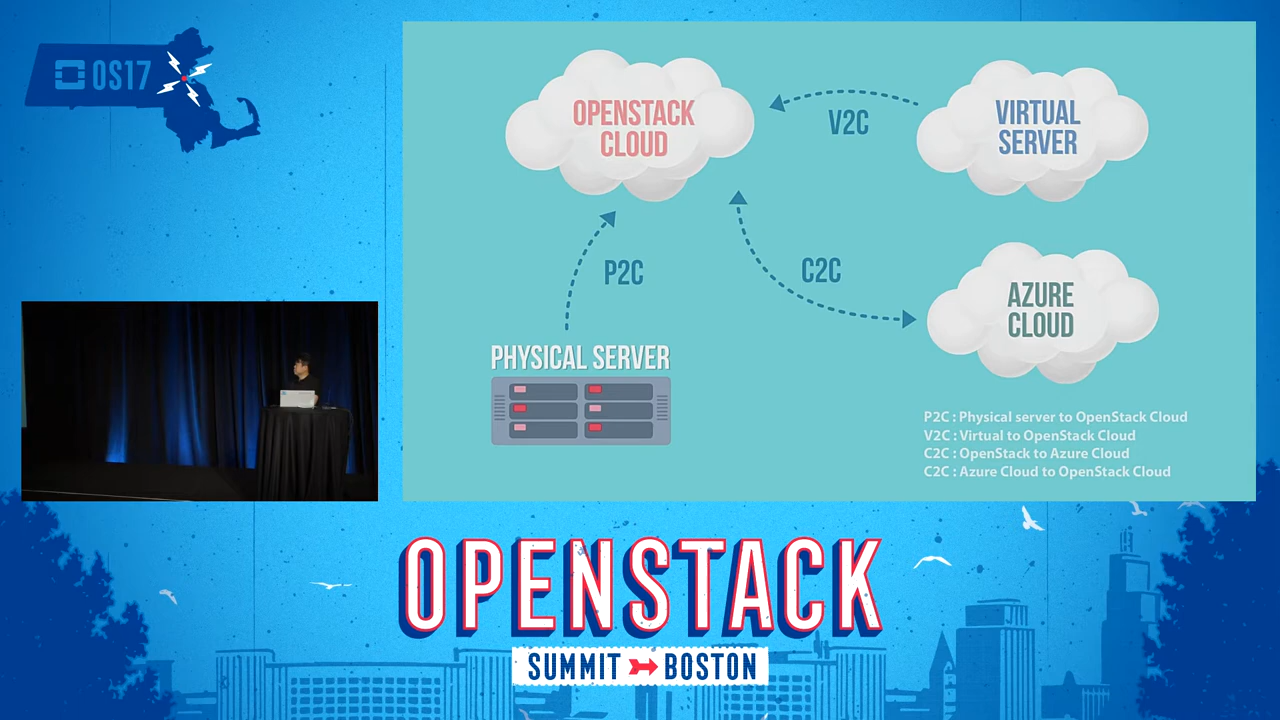 OS17
OPENSTACK
CLOUD
V2C
VIRTUAL
SERVER
P2C
C2C
AZURE
CLOUD
PHYSICAL SERVER
P2C : Physical server to OpenStack Cloud
V2C : Virtual to OpenStack Cloud
C2C : OpenStack to Azure Cloud
C2C : Azure Cloud to OpenStack Cloud
OPENSTACK
SUMMIT BOSTON